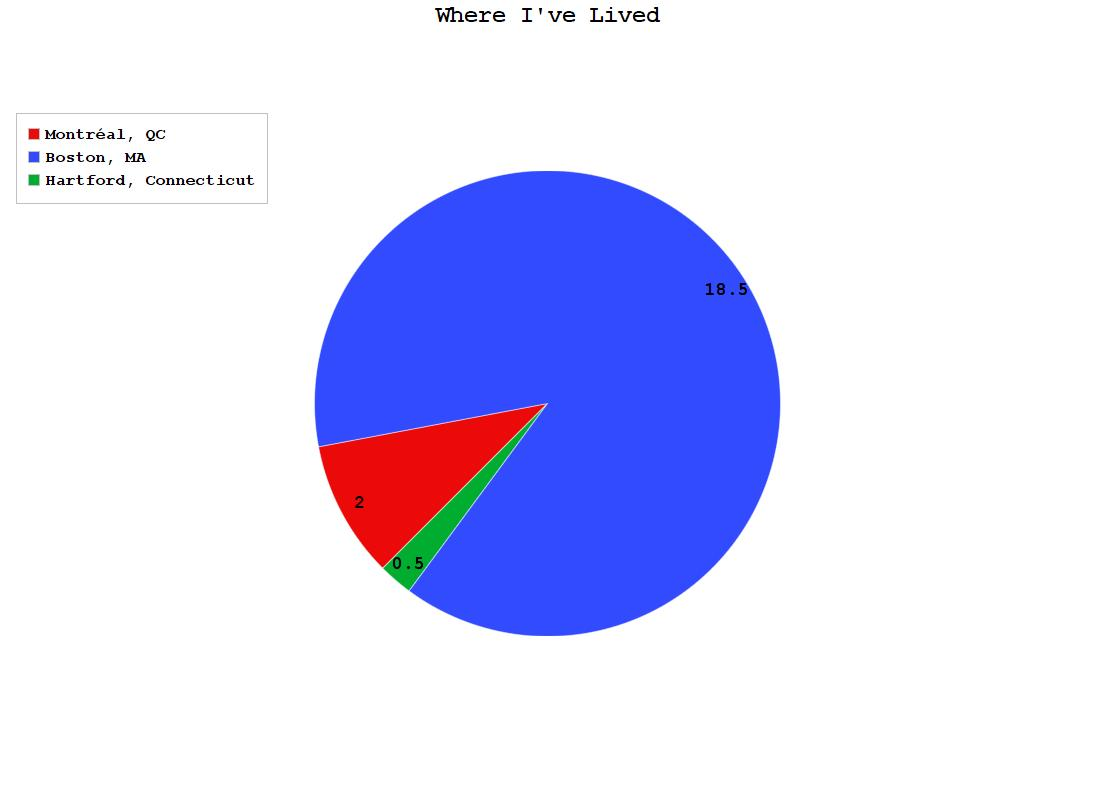 Where I've Lived
Montréal, QC
Boston, MA
Hartford, Connecticut
18.5
2
0.5